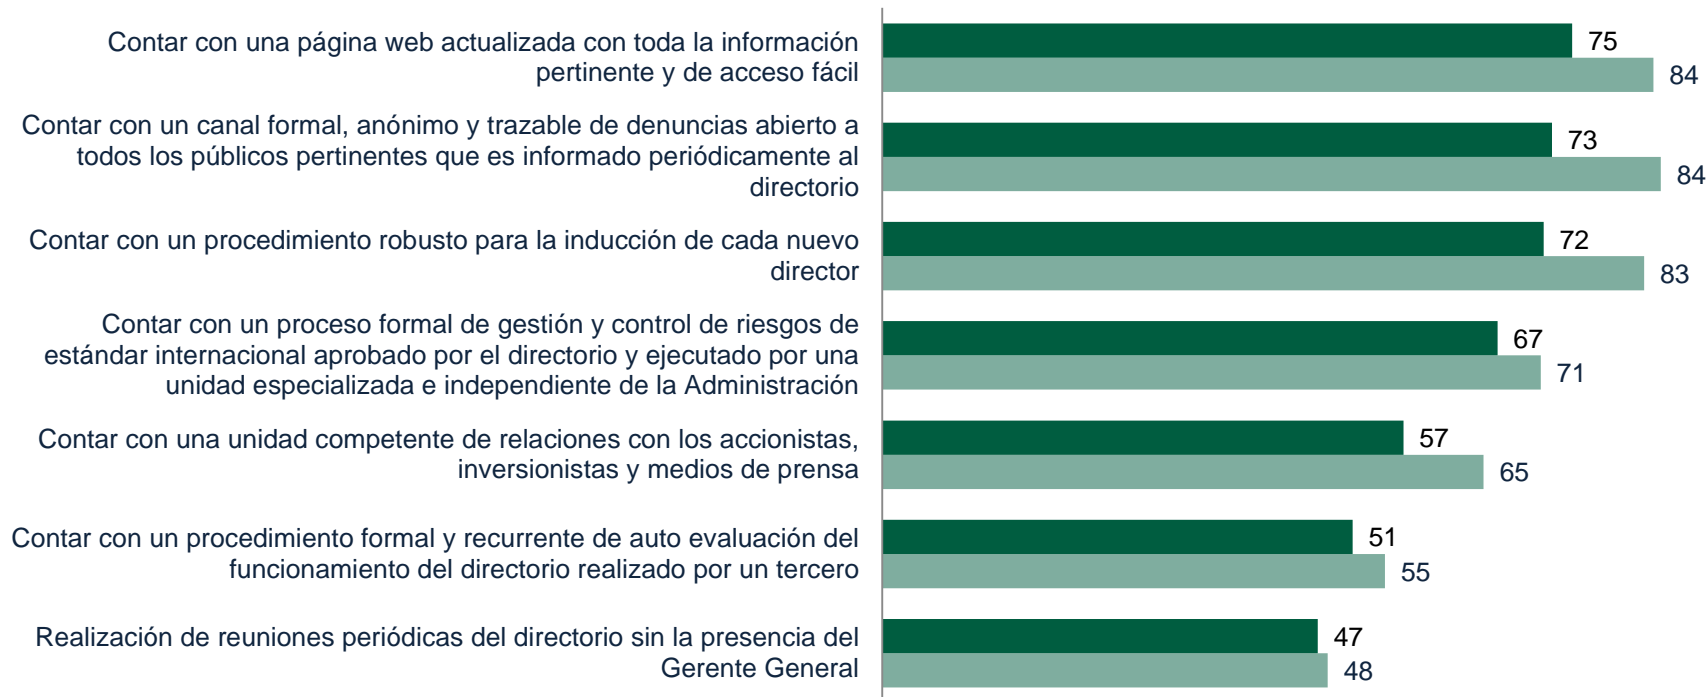 Contar con una página web actualizada con toda la información
pertinente y de acceso fácil
75
84
Contar con un canal formal, anónimo y trazable de denuncias abierto a
todos los públicos pertinentes que es informado periódicamente al
directorio
73
84
Contar con un procedimiento robusto para la inducción de cada nuevo
director
72
83
Contar con un proceso formal de gestión y control de riesgos de
estándar internacional aprobado por el directorio y ejecutado por una
unidad especializada e independiente de la Administración
67
71
Contar con una unidad competente de relaciones con los accionistas,
inversionistas y medios de prensa
57
65
Contar con un procedimiento formal y recurrente de auto evaluación del
funcionamiento del directorio realizado por un tercero
51
55
Realización de reuniones periódicas del directorio sin la presencia del
Gerente General
47
48